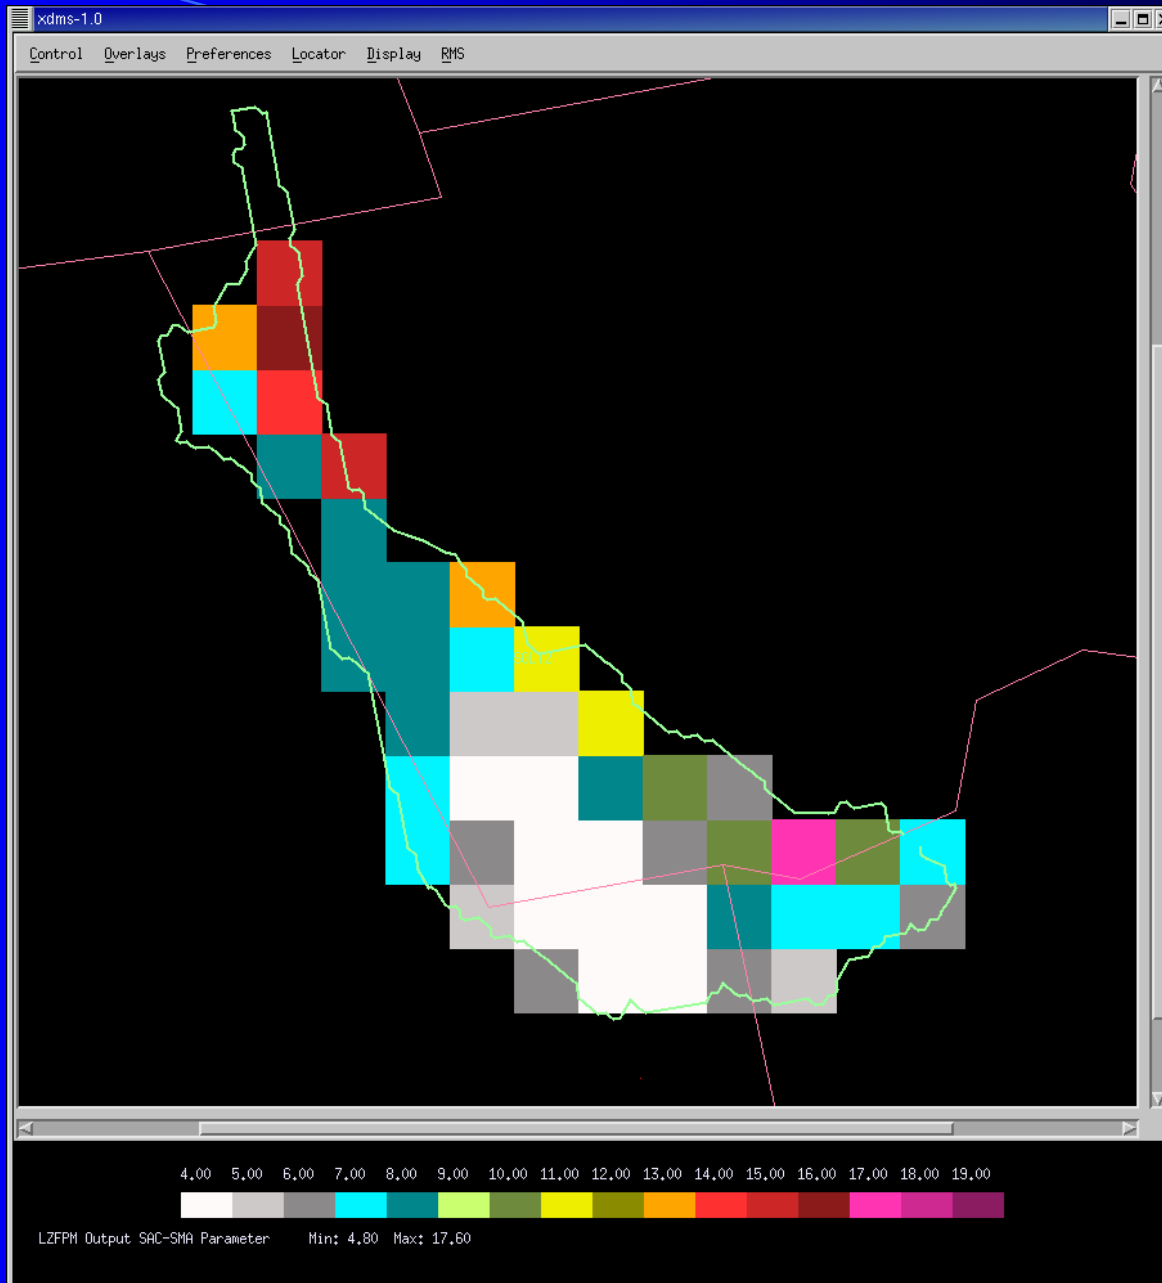 xdms-1.0
Control Overlays Preferences Locator Display RMS
4.00 5.00 6.00 7.00 8.00 9.00 10.00 11.00 12.00 13.00 14.00 15.00 16.00 17.00 18.00 19.00
LZFPM Output SAC-SMA Parameter Min: 4.80 Max: 17.60